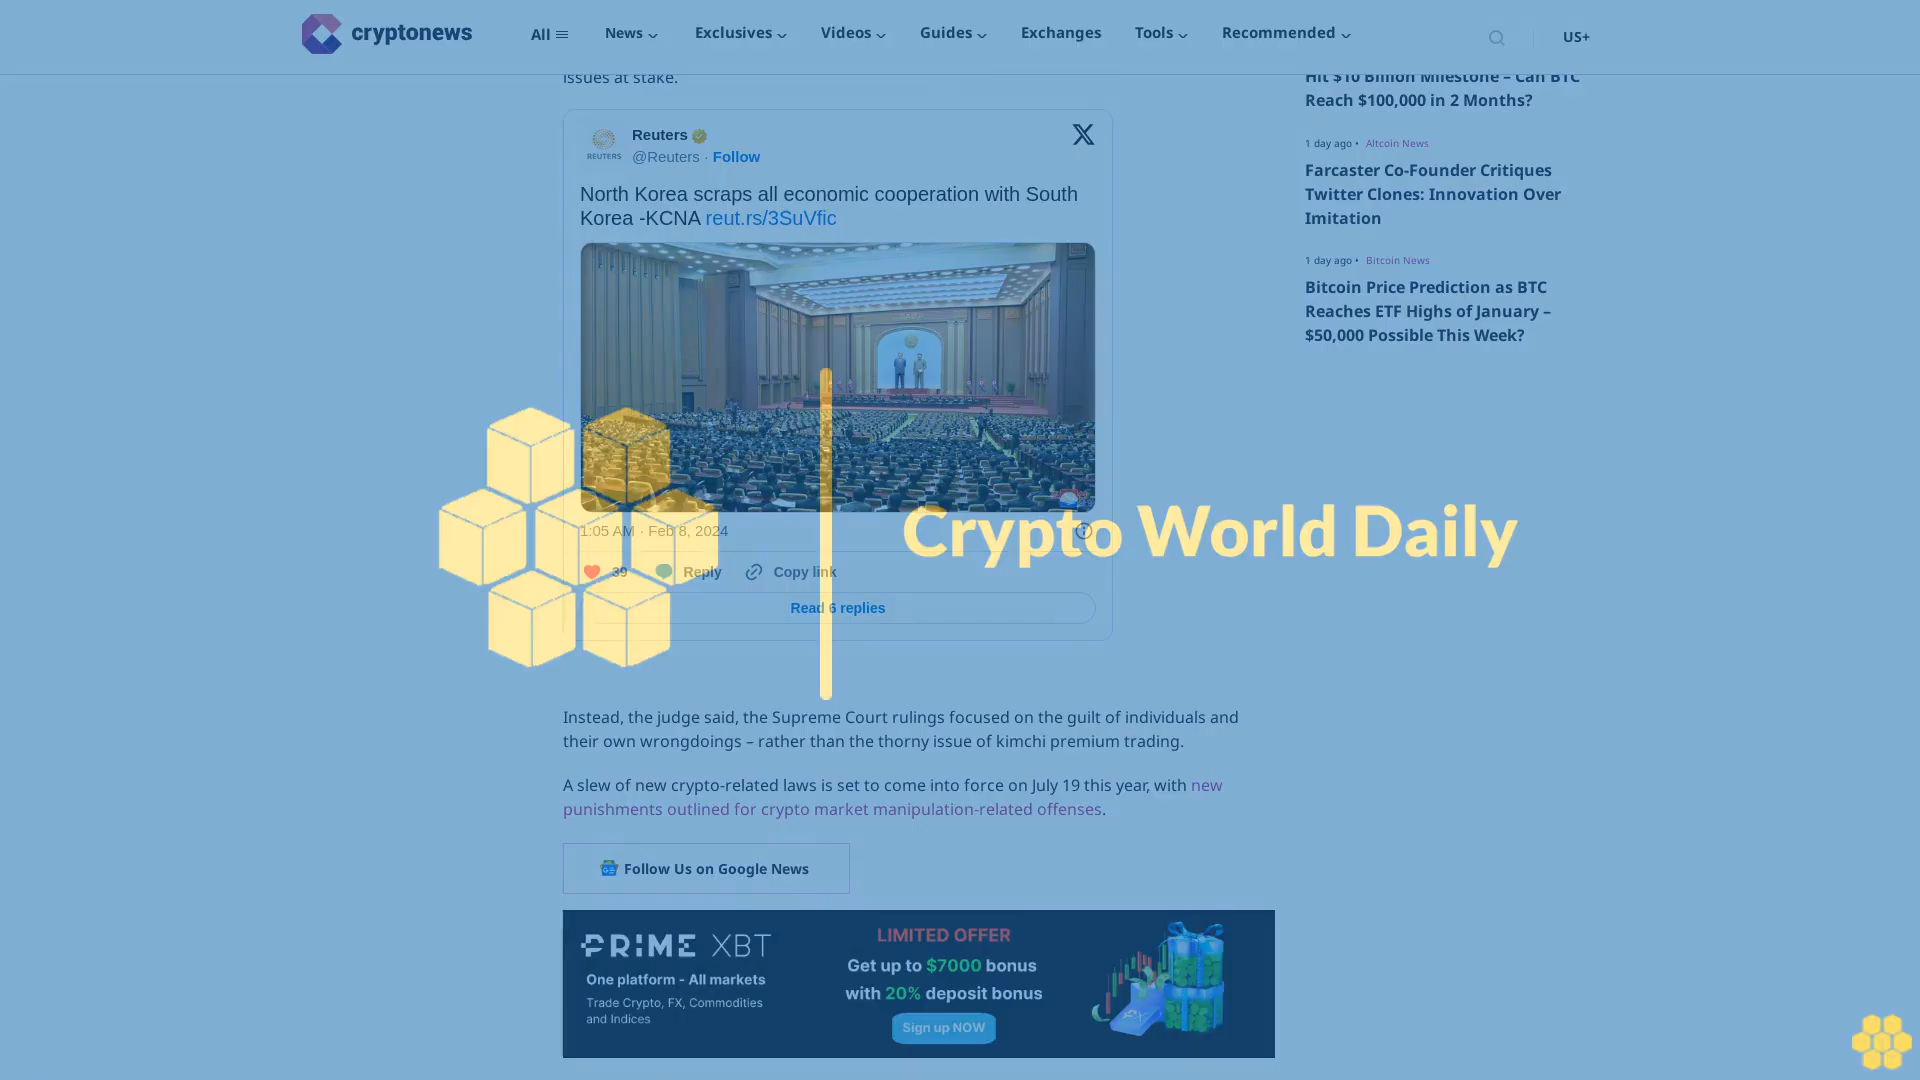 cryptonews
All
News
Exclusives
Videos
Guides
Exchanges
Tools
Recommended
US+
issues at stake.
Reuters
@Reuters · Follow
REUTERS
North Korea scraps all economic cooperation with South
Korea -KCNA reut.rs/3SuVfic
1:05 AM · Feb 8, 2024
39
Reply
Copy link
Read 6 replies
Crypto World Daily
Instead, the judge said, the Supreme Court rulings focused on the guilt of individuals and
their own wrongdoings – rather than the thorny issue of kimchi premium trading.
A slew of new crypto-related laws is set to come into force on July 19 this year, with new
punishments outlined for crypto market manipulation-related offenses.
Follow Us on Google News
PRIME XBT
One platform - All markets
Trade Crypto, FX, Commodities
and Indices
LIMITED OFFER
Get up to $7000 bonus
with 20% deposit bonus
Sign up NOW
Hit $10 Billion Milestone – Can BTC
Reach $100,000 in 2 Months?
1 day ago • Altcoin News
Farcaster Co-Founder Critiques
Twitter Clones: Innovation Over
Imitation
1 day ago • Bitcoin News
Bitcoin Price Prediction as BTC
Reaches ETF Highs of January –
$50,000 Possible This Week?